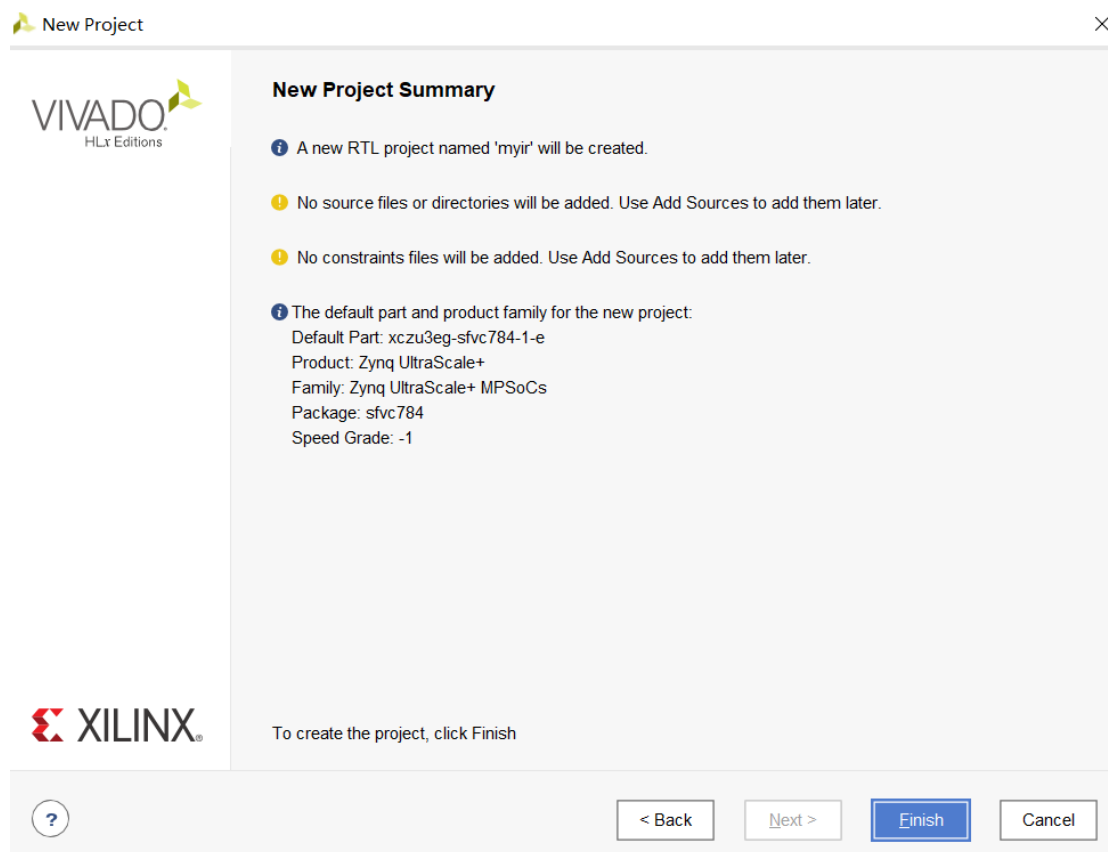 New Project
VIVADO.
HLx Editions
New Project Summary
A new RTL project named 'myir' will be created.
No source files or directories will be added. Use Add Sources to add them later.
No constraints files will be added. Use Add Sources to add them later.
The default part and product family for the new project:
Default Part: xczu3eg-sfvc784-1-e
Product: Zynq UltraScale+
Family: Zynq UltraScale+ MPSoCs
Package: sfvc784
Speed Grade: -1
XILINX.
To create the project, click Finish
?
< Back
Next >
Finish
Cancel